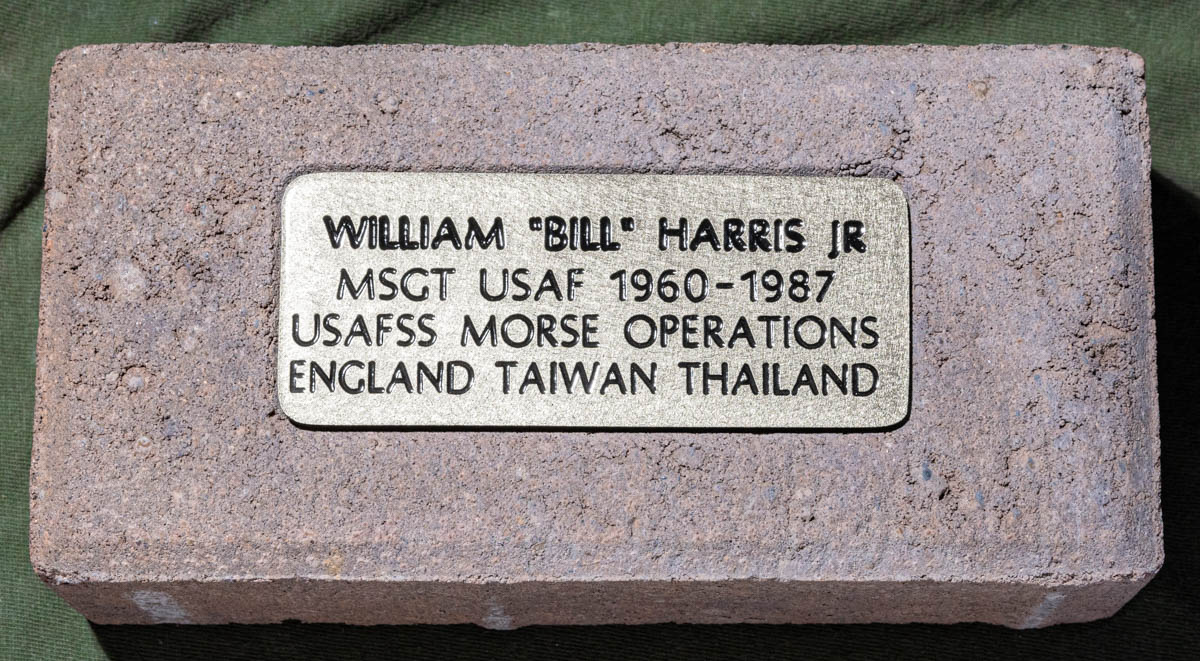 WILLIAM "BILL" HARRIS JR
MSGT USAF 1960-1987
USAFSS MORSE OPERATIONS
ENGLAND TAIWAN THAILAND